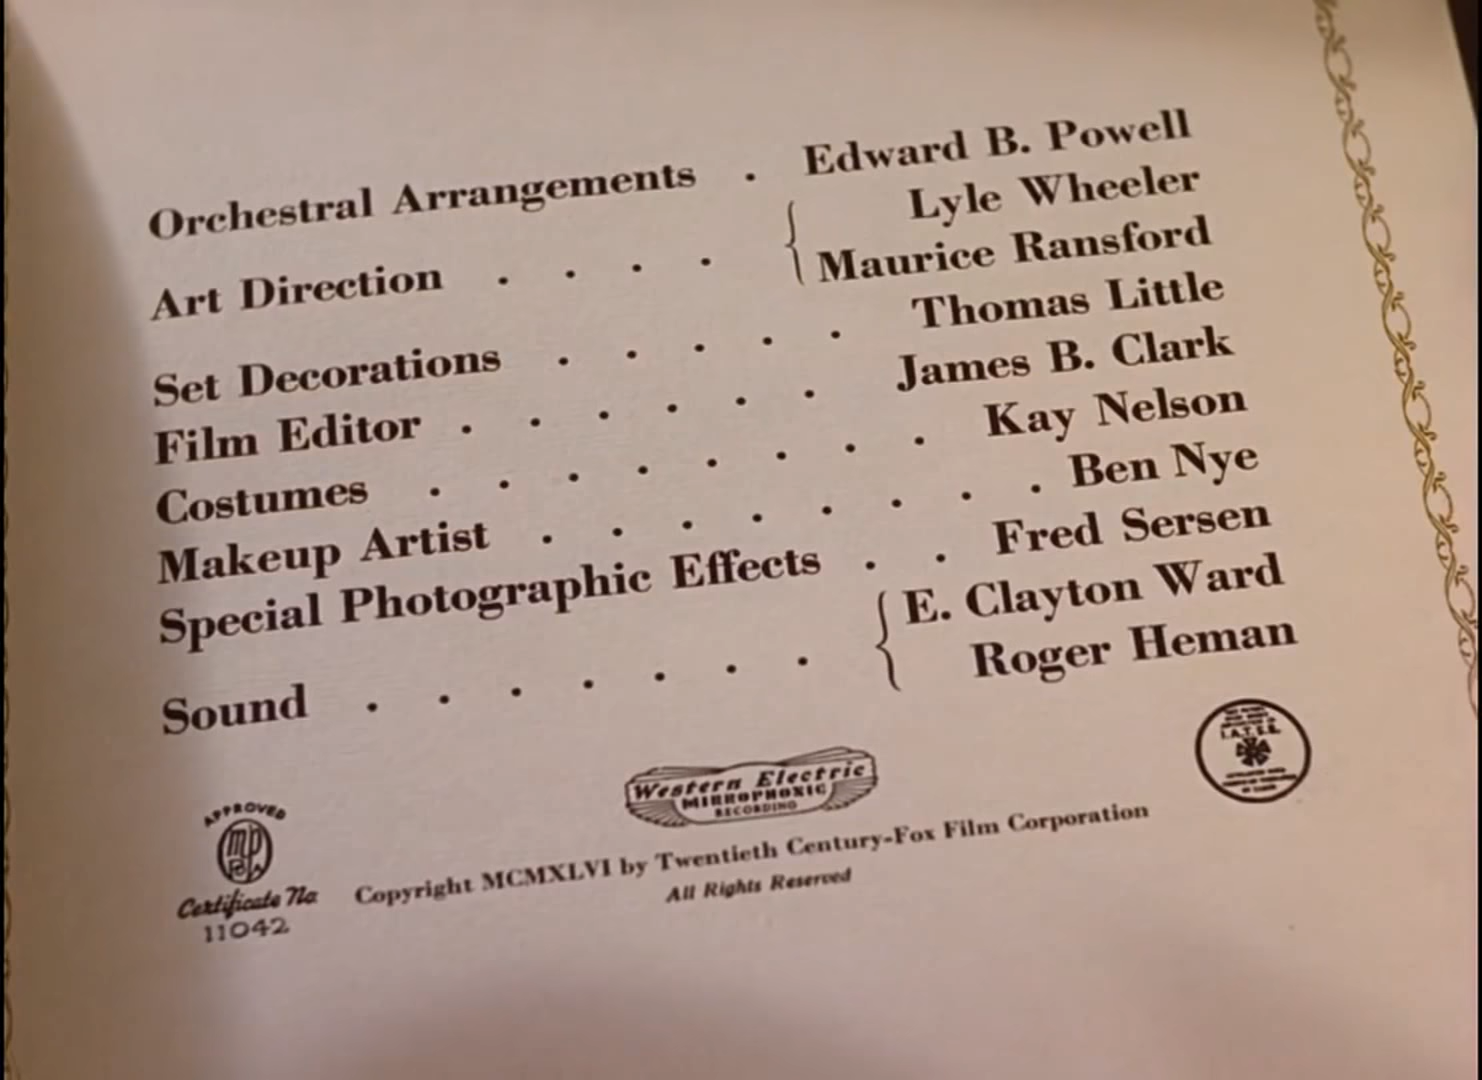 Orchestral Arrangements . Edward B. Powell
Art Direction . . . . { Lyle Wheeler
Maurice Ransford
Set Decorations . . . . . Thomas Little
Film Editor . . . . . . James B. Clark
Costumes . . . . . . . . Kay Nelson
Makeup Artist . . . . . . . . Ben Nye
Special Photographic Effects . . Fred Sersen
Sound . . . . . . . { E. Clayton Ward
Roger Heman
Western Electric
MIRROPHONIC
RECORDING
I.A.T.S.E.
APPROVED
Certificate No
11042
Copyright MCMXLVI by Twentieth Century-Fox Film Corporation
All Rights Reserved